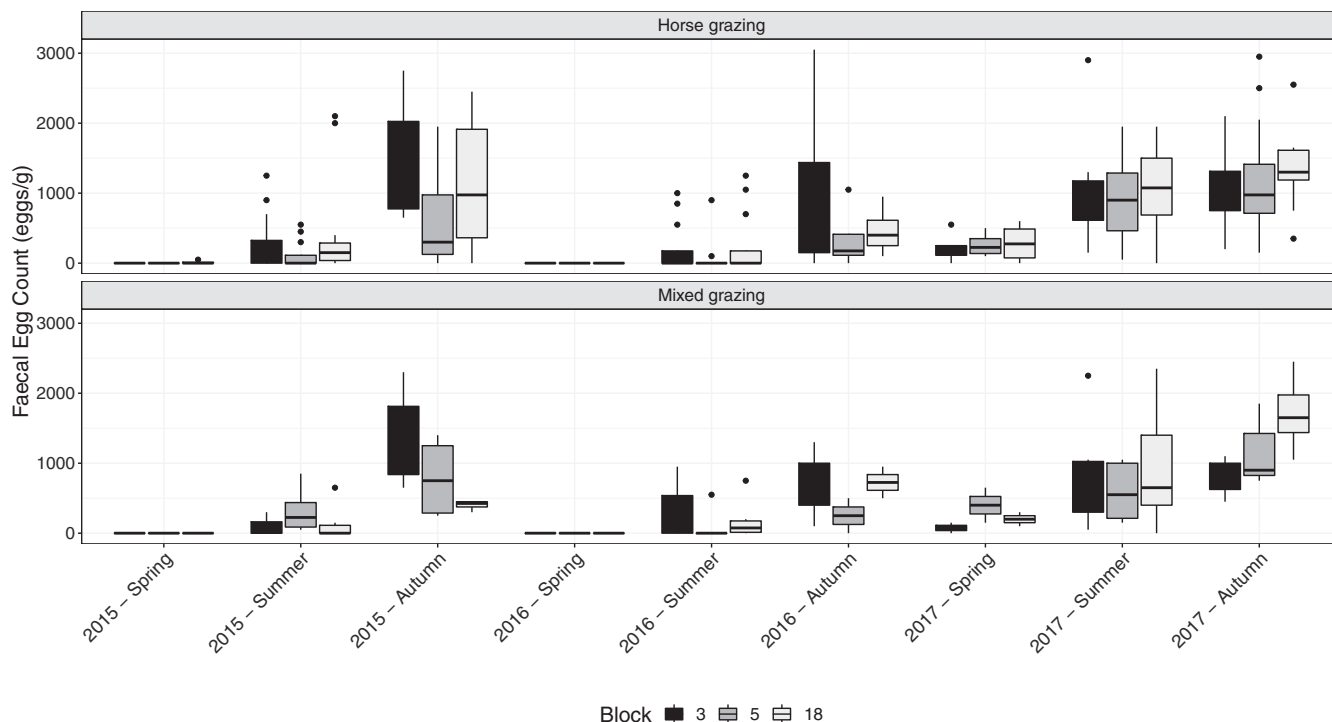 Horse grazing
3000
2000
1000
0
Mixed grazing
3000
2000
1000
0
Faecal Egg Count (eggs/g)
2015 – Spring
2015 – Summer
2015 – Autumn
2016 – Spring
2016 – Summer
2016 – Autumn
2017 – Spring
2017 – Summer
2017 – Autumn
Block 3 5 18